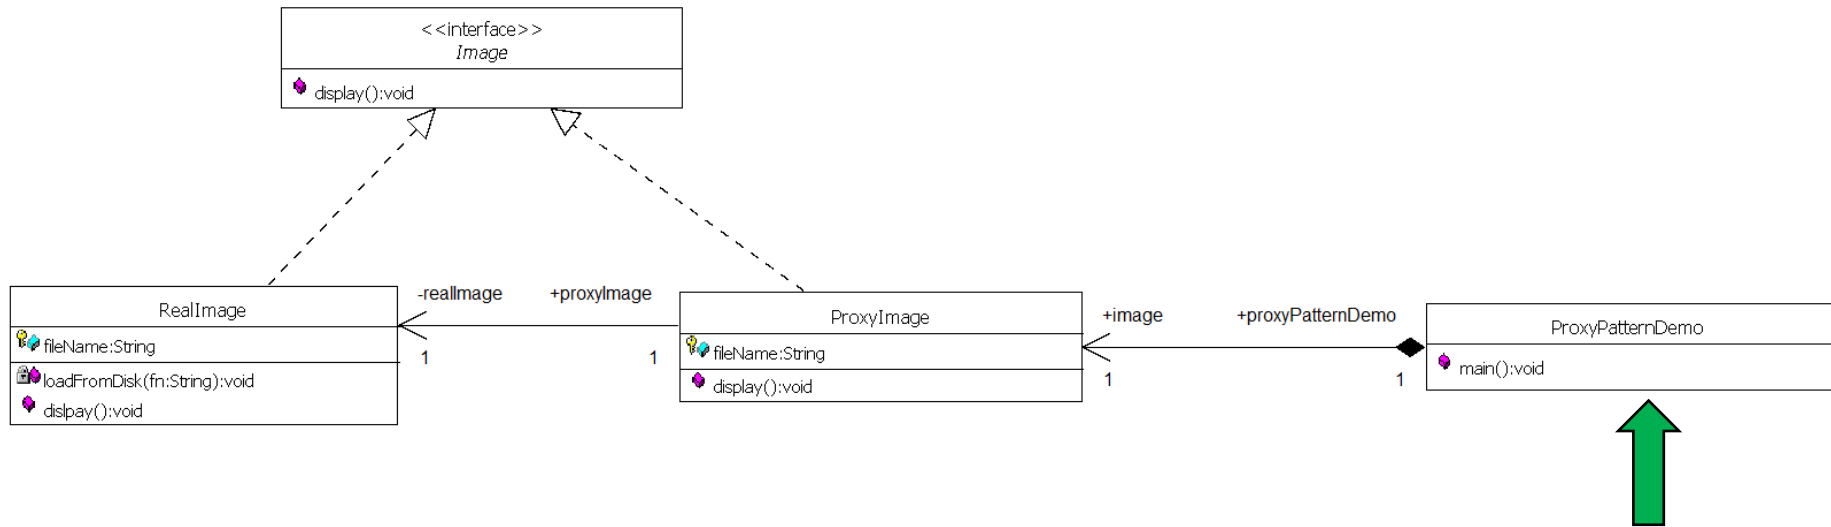 <<interface>>
Image
display():void
-realImage
+proxyImage
+image
+proxyPatternDemo
RealImage
fileName:String
loadFromDisk(fn:String):void
dislpay():void
1
1
ProxyImage
fileName:String
display():void
1
1
ProxyPatternDemo
main():void